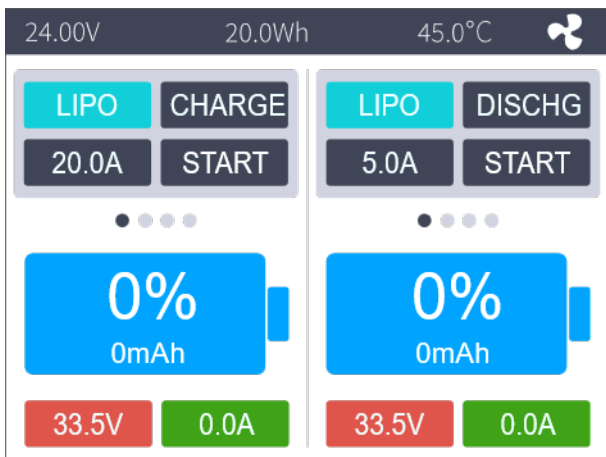 24.00V 20.0Wh 45.0°C
LIPO CHARGE
20.0A START
0%
0mAh
33.5V 0.0A
LIPO DISCHG
5.0A START
0%
0mAh
33.5V 0.0A